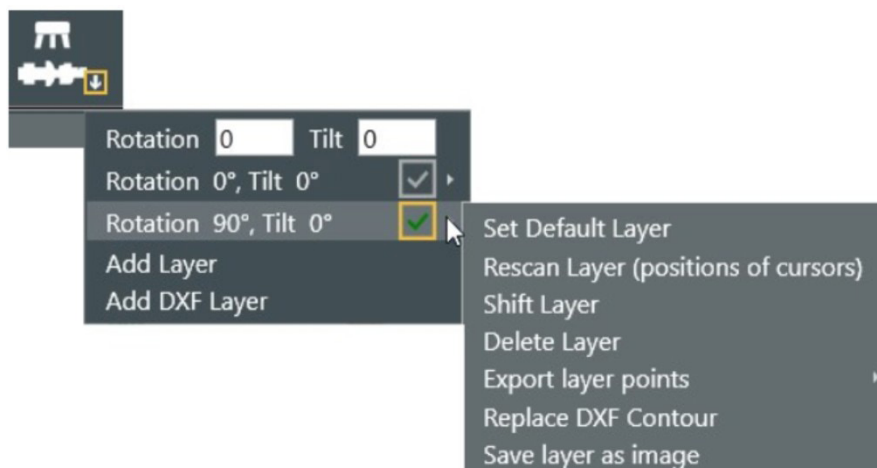 Rotation 0 Tilt 0
Rotation 0°, Tilt 0°
Rotation 90°, Tilt 0°
Add Layer
Add DXF Layer
Set Default Layer
Rescan Layer (positions of cursors)
Shift Layer
Delete Layer
Export layer points
Replace DXF Contour
Save layer as image